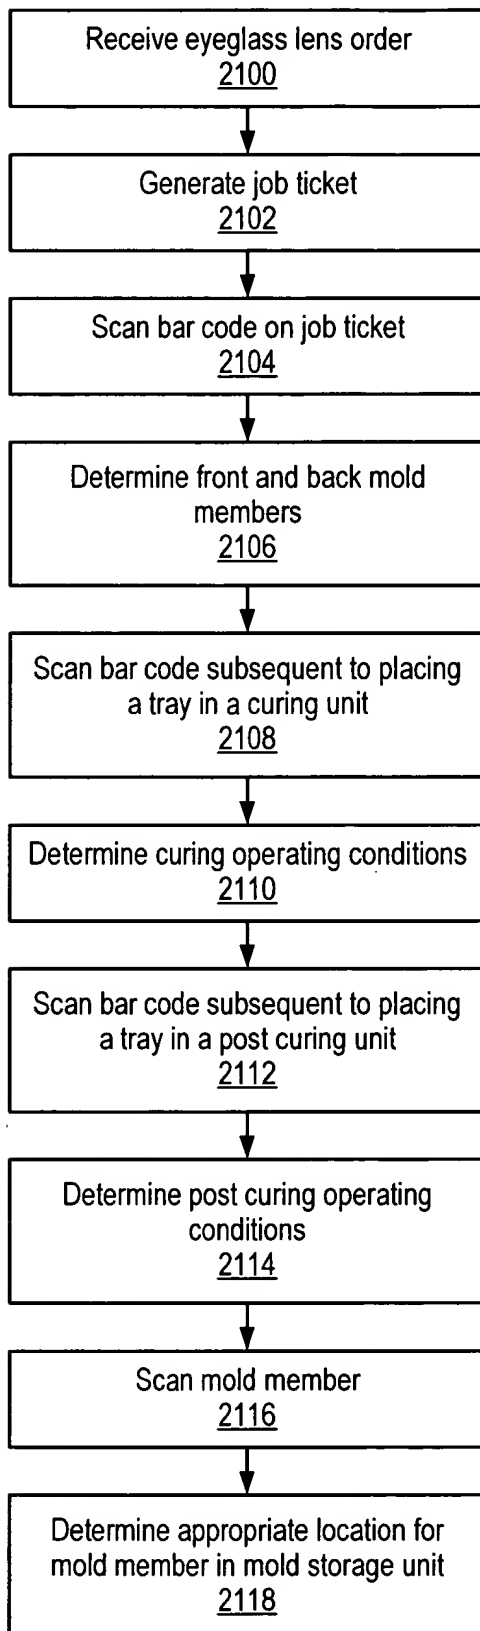 Receive eyeglass lens order
2100
Generate job ticket
2102
Scan bar code on job ticket
2104
Determine front and back mold
members
2106
Scan bar code subsequent to placing
a tray in a curing unit
2108
Determine curing operating conditions
2110
Scan bar code subsequent to placing
a tray in a post curing unit
2112
Determine post curing operating
conditions
2114
Scan mold member
2116
Determine appropriate location for
mold member in mold storage unit
2118